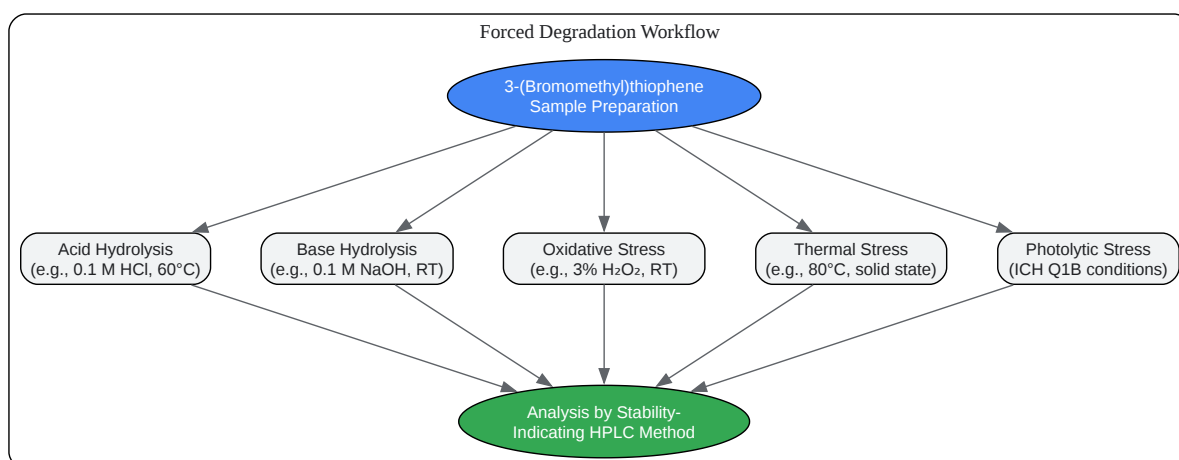 Forced Degradation Workflow
3-(Bromomethyl)thiophene
Sample Preparation
Acid Hydrolysis
(e.g., 0.1 M HCl, 60°C)
Base Hydrolysis
(e.g., 0.1 M NaOH, RT)
Oxidative Stress
(e.g., 3% H₂O₂, RT)
Thermal Stress
(e.g., 80°C, solid state)
Photolytic Stress
(ICH Q1B conditions)
Analysis by Stability-
Indicating HPLC Method